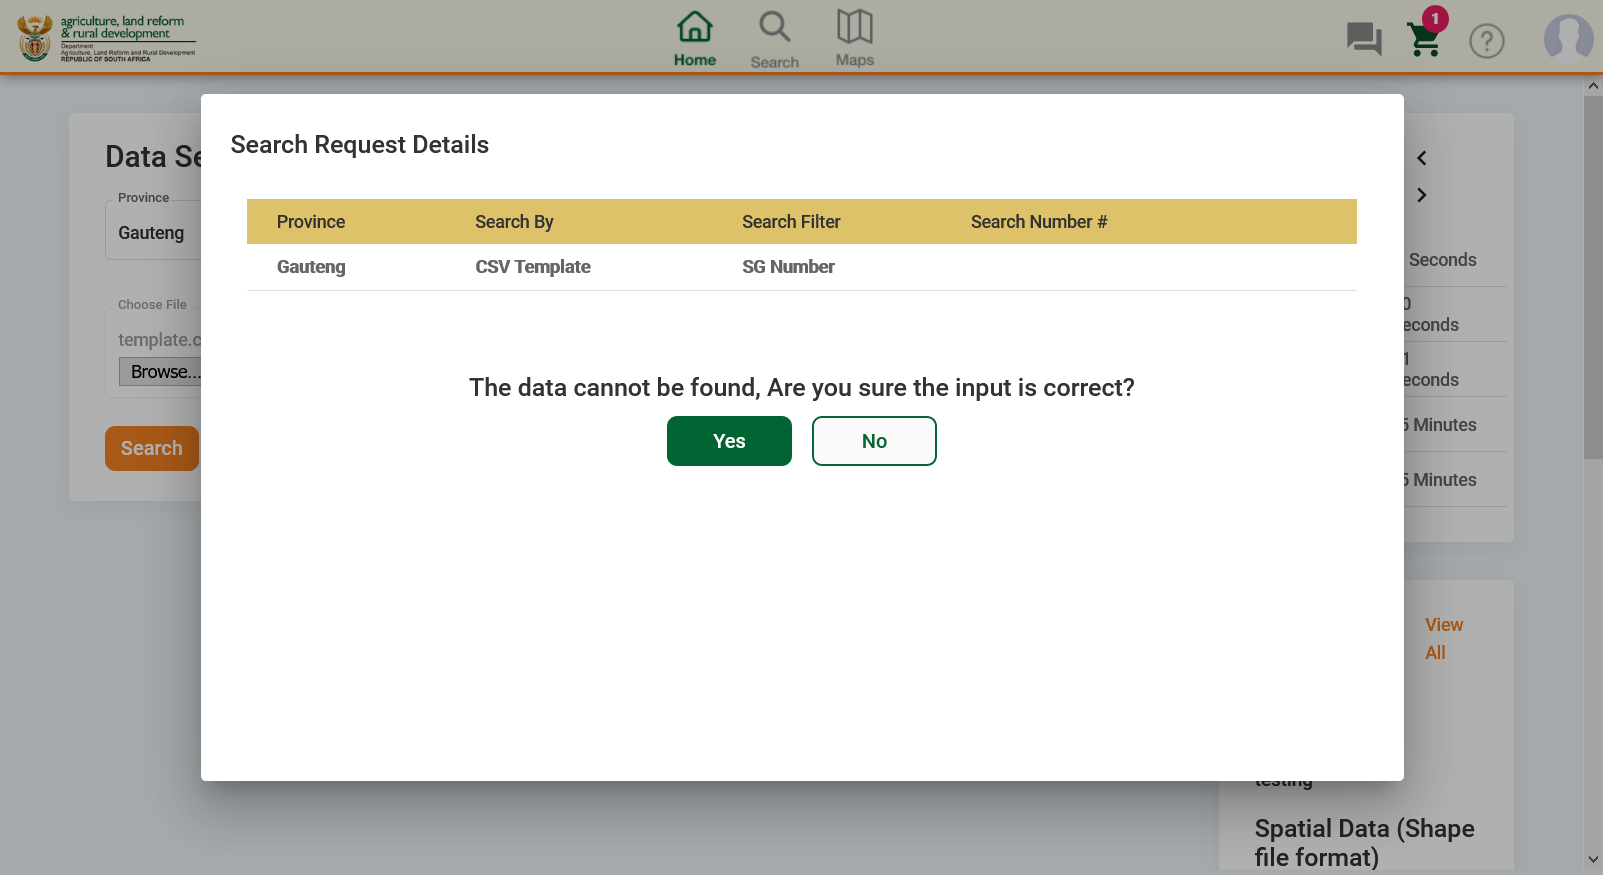 agriculture, land reform
& rural development
Department:
Agriculture, Land Reform and Rural Development
REPUBLIC OF SOUTH AFRICA
Home
Search
Maps
1
?
Search Request Details
Province Search By Search Filter Search Number #
Gauteng CSV Template SG Number
The data cannot be found, Are you sure the input is correct?
Yes
No
Data Se
Province
Gauteng
Choose File
template.c
Browse...
Search
Seconds
0
econds
1
econds
5 Minutes
5 Minutes
View
All
testing
Spatial Data (Shape
file format)